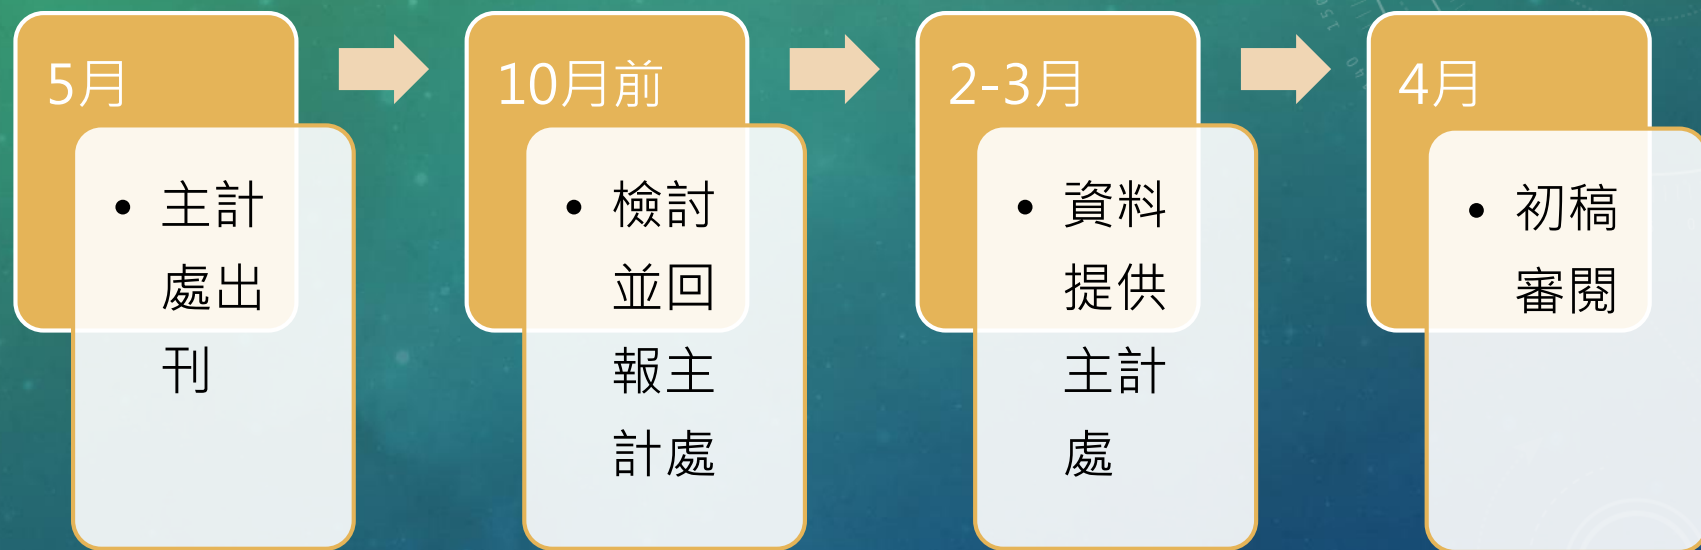 5月
• 主計
處出
刊
10月前
• 檢討
並回
報主
計處
2-3月
• 資料
提供
主計
處
4月
• 初稿
審閱